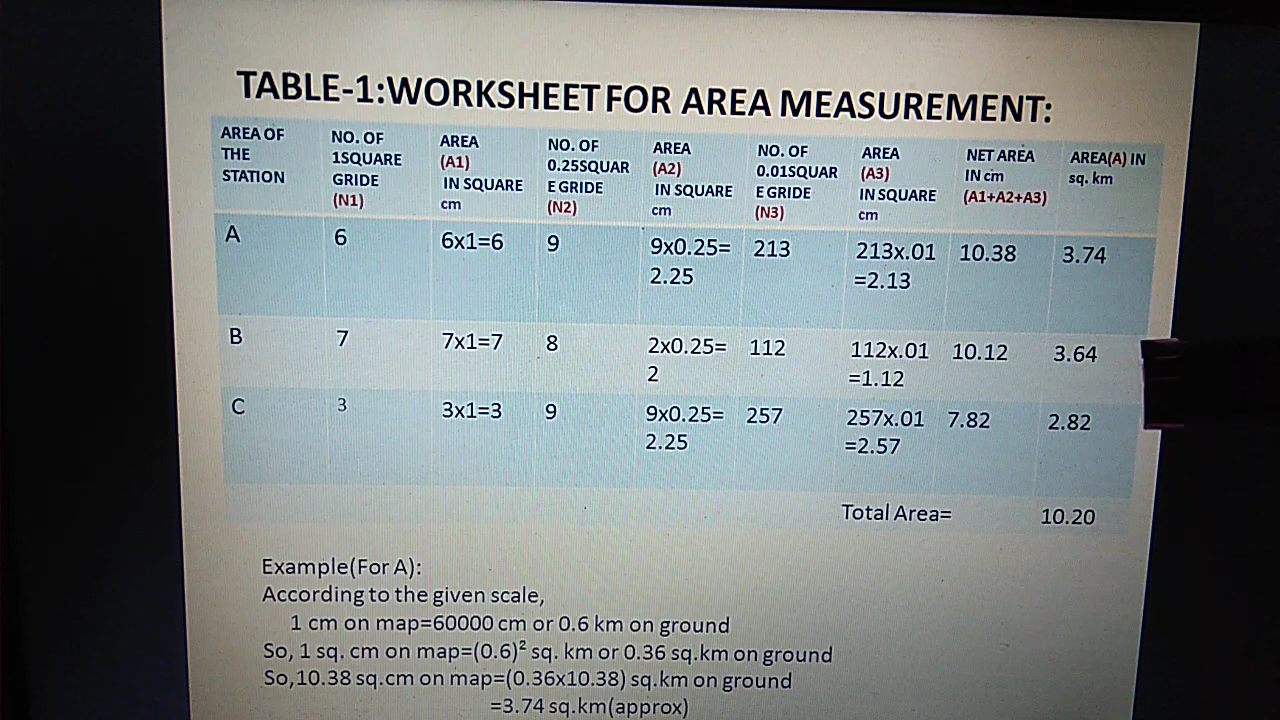 TABLE-1:WORKSHEET FOR AREA MEASUREMENT:
AREA OF THE STATION | NO. OF 1SQUARE GRIDE (N1) | AREA (A1) IN SQUARE cm | NO. OF 0.25SQUAR E GRIDE (N2) | AREA (A2) IN SQUARE cm | NO. OF 0.01SQUAR E GRIDE (N3) | AREA (A3) IN SQUARE cm | NET AREA IN cm (A1+A2+A3) | AREA(A) IN sq. km
A | 6 | 6x1=6 | 9 | 9x0.25= 2.25 | 213 | 213x.01 =2.13 | 10.38 | 3.74
B | 7 | 7x1=7 | 8 | 2x0.25= 2 | 112 | 112x.01 =1.12 | 10.12 | 3.64
C | 3 | 3x1=3 | 9 | 9x0.25= 2.25 | 257 | 257x.01 =2.57 | 7.82 | 2.82
Total Area= 10.20
Example(For A):
According to the given scale,
1 cm on map=60000 cm or 0.6 km on ground
So, 1 sq. cm on map=(0.6)² sq. km or 0.36 sq.km on ground
So,10.38 sq.cm on map=(0.36x10.38) sq.km on ground
=3.74 sq.km(approx)